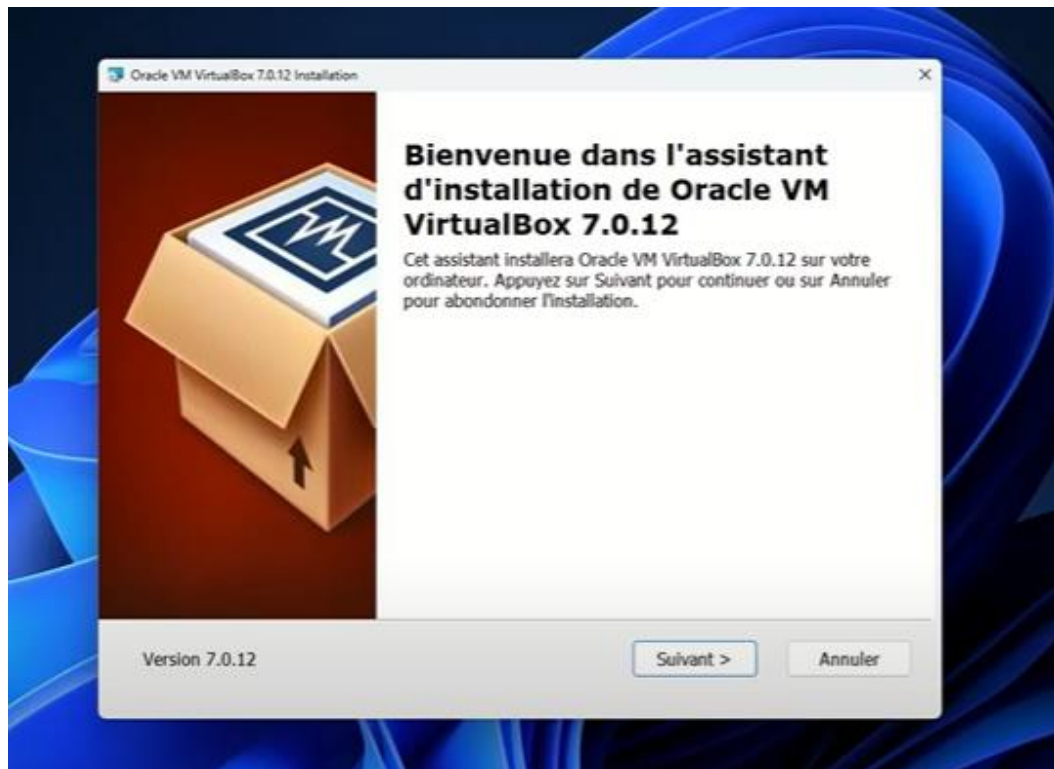 Oracle VM VirtualBox 7.0.12 Installation
Bienvenue dans l'assistant
d'installation de Oracle VM
VirtualBox 7.0.12
Cet assistant installera Oracle VM VirtualBox 7.0.12 sur votre
ordinateur. Appuyez sur Suivant pour continuer ou sur Annuler
pour abondonner l'installation.
Version 7.0.12
Suivant >
Annuler